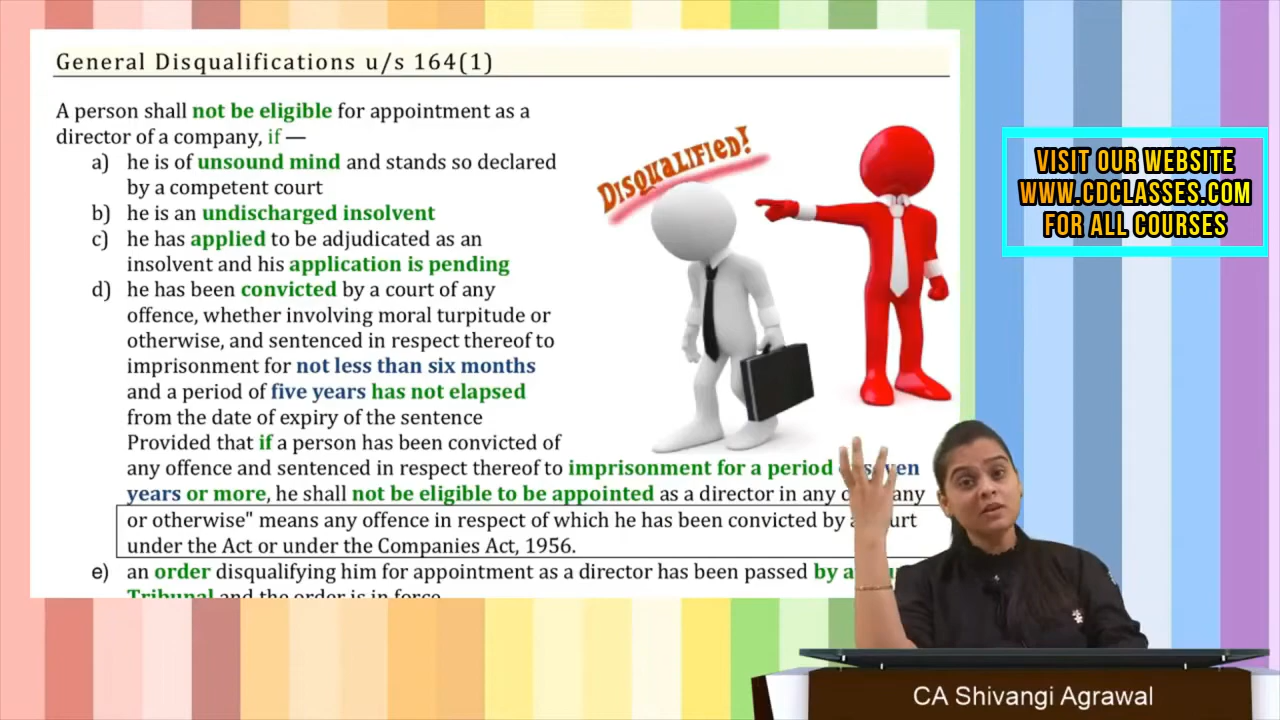 General Disqualifications u/s 164(1)
A person shall not be eligible for appointment as a
director of a company, if —
a) he is of unsound mind and stands so declared
by a competent court
b) he is an undischarged insolvent
c) he has applied to be adjudicated as an
insolvent and his application is pending
d) he has been convicted by a court of any
offence, whether involving moral turpitude or
otherwise, and sentenced in respect thereof to
imprisonment for not less than six months
and a period of five years has not elapsed
from the date of expiry of the sentence
Provided that if a person has been convicted of
any offence and sentenced in respect thereof to imprisonment for a period
years or more, he shall not be eligible to be appointed as a director in any
or otherwise" means any offence in respect of which he has been convicted by
under the Act or under the Companies Act, 1956.
e) an order disqualifying him for appointment as a director has been passed by a
Tribunal and the order is in force
DISQUALIFIED!
VISIT OUR WEBSITE
WWW.CDCLASSES.COM
FOR ALL COURSES
CA Shivangi Agrawal